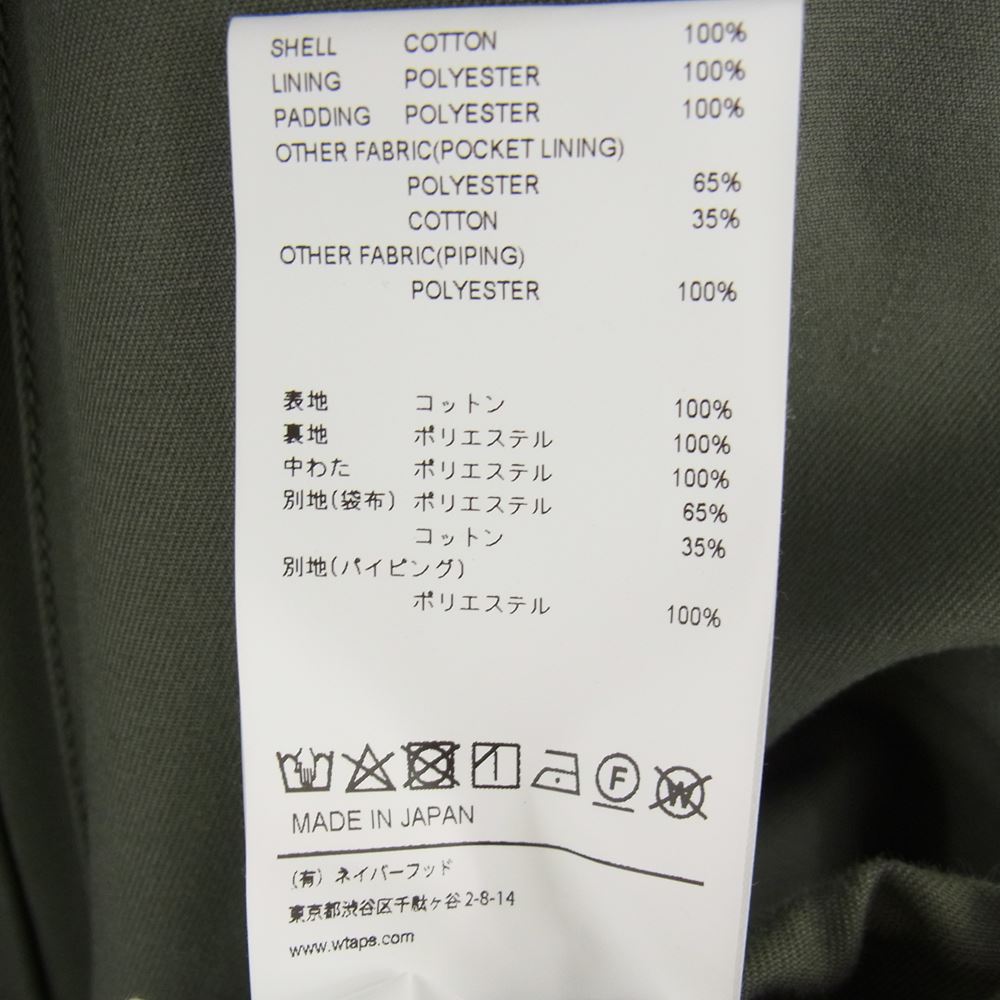 SHELL COTTON 100%
LINING POLYESTER 100%
PADDING POLYESTER 100%
OTHER FABRIC(POCKET LINING)
POLYESTER 65%
COTTON 35%
OTHER FABRIC(PIPING)
POLYESTER 100%
表地 コットン 100%
裏地 ポリエステル 100%
中わた ポリエステル 100%
別地(袋布) ポリエステル 65%
コットン 35%
別地(パイピング)
ポリエステル 100%
F W
MADE IN JAPAN
(有) ネイバーフッド
東京都渋谷区千駄ヶ谷2-8-14
www.wtaps.com